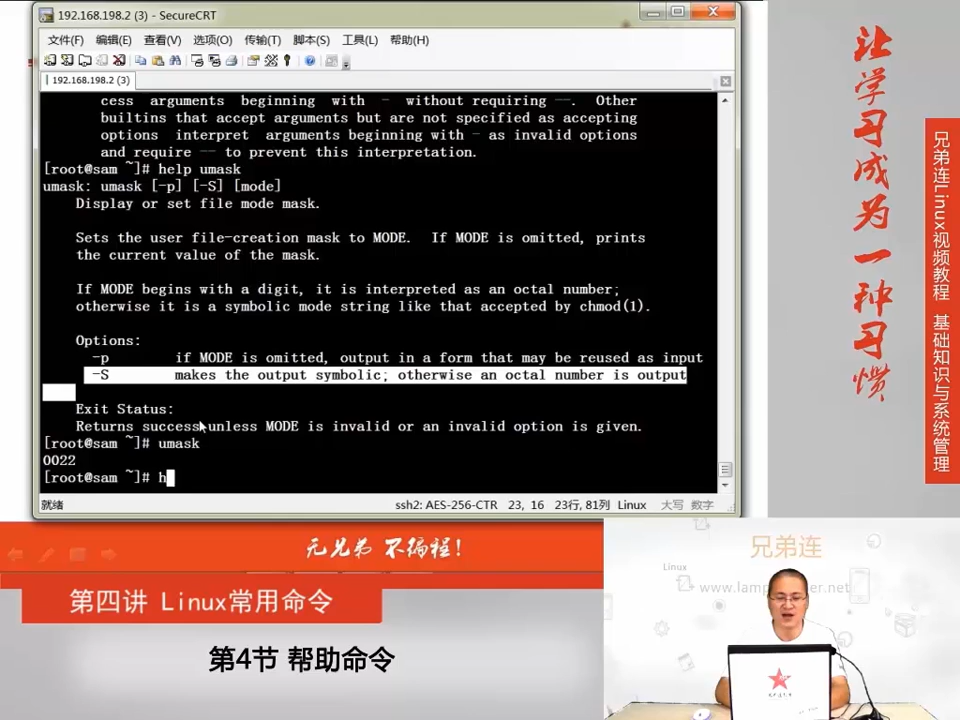 192.168.198.2 (3) - SecureCRT
文件(F) 编辑(E) 查看(V) 选项(O) 传输(T) 脚本(S) 工具(L) 帮助(H)
192.168.198.2 (3)
cess arguments beginning with - without requiring --. Other
builtins that accept arguments but are not specified as accepting
options interpret arguments beginning with - as invalid options
and require -- to prevent this interpretation.
[root@sam ~]# help umask
umask: umask [-p] [-S] [mode]
Display or set file mode mask.
Sets the user file-creation mask to MODE. If MODE is omitted, prints
the current value of the mask.
If MODE begins with a digit, it is interpreted as an octal number;
otherwise it is a symbolic mode string like that accepted by chmod(1).
Options:
-p if MODE is omitted, output in a form that may be reused as input
-S makes the output symbolic; otherwise an octal number is output
Exit Status:
Returns success unless MODE is invalid or an invalid option is given.
[root@sam ~]# umask
0022
[root@sam ~]# h
就绪 ssh2: AES-256-CTR 23, 16 23行, 81列 Linux 大写 数字
让学习成为一种习惯
兄弟连Linux视频教程 基础知识与系统管理
无兄弟 不编程!
第四讲 Linux常用命令
第4节 帮助命令
兄弟连
Linux